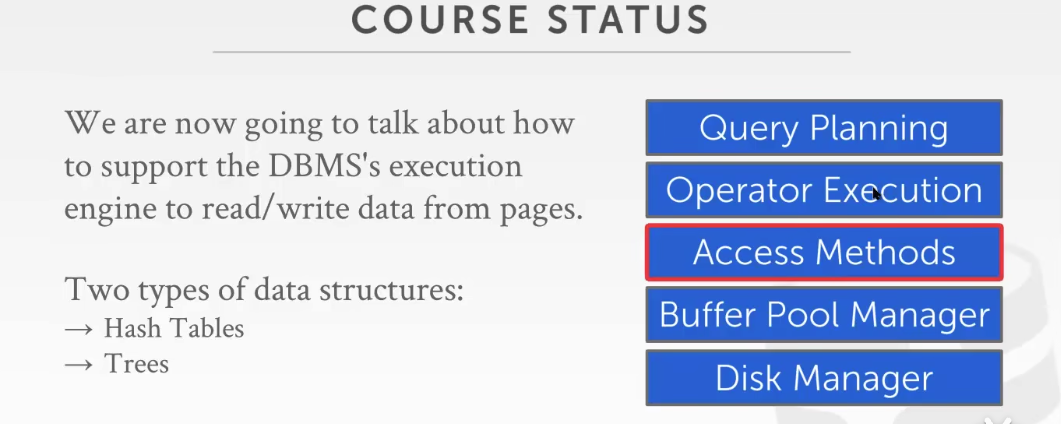 COURSE STATUS
We are now going to talk about how
to support the DBMS's execution
engine to read/write data from pages.
Two types of data structures:
→ Hash Tables
→ Trees
Query Planning
Operator Execution
Access Methods
Buffer Pool Manager
Disk Manager